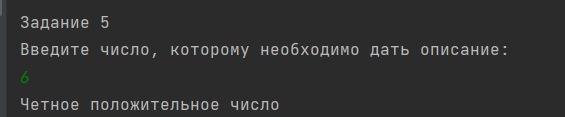 Задание 5
Введите число, которому необходимо дать описание:
6
Четное положительное число